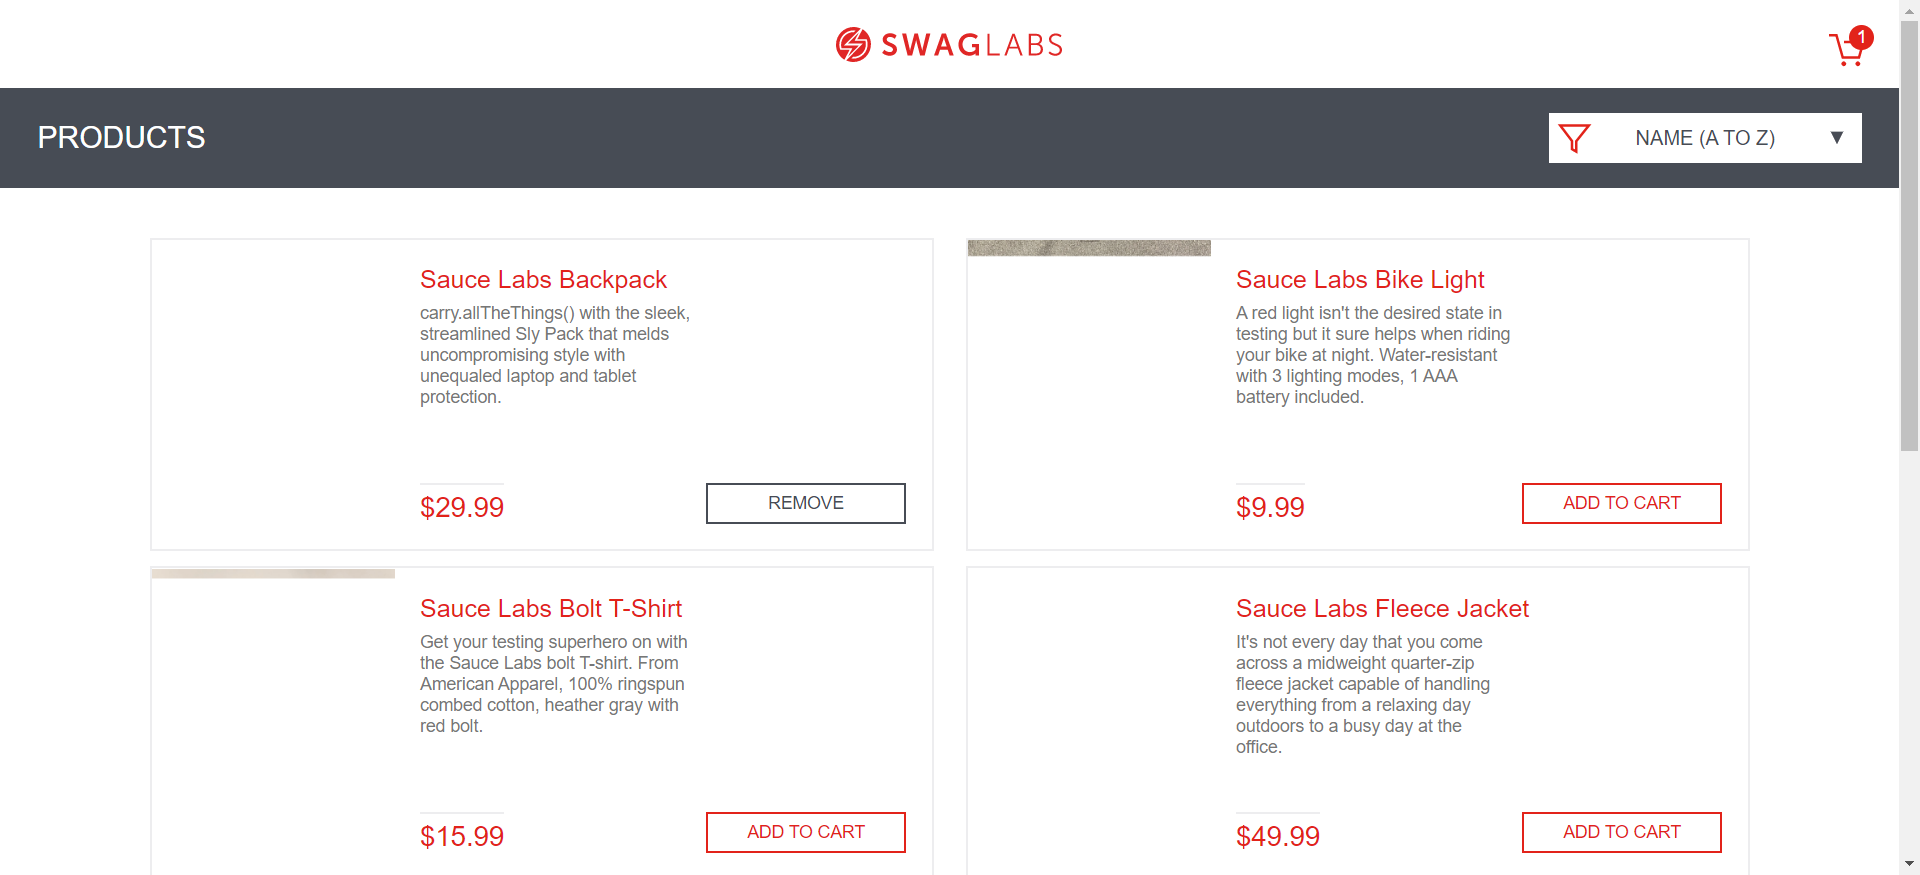 SWAGLABS
1
PRODUCTS
NAME (A TO Z)
Sauce Labs Backpack
carry.allTheThings() with the sleek,
streamlined Sly Pack that melds
uncompromising style with
unequaled laptop and tablet
protection.
$29.99
REMOVE
Sauce Labs Bike Light
A red light isn't the desired state in
testing but it sure helps when riding
your bike at night. Water-resistant
with 3 lighting modes, 1 AAA
battery included.
$9.99
ADD TO CART
Sauce Labs Bolt T-Shirt
Get your testing superhero on with
the Sauce Labs bolt T-shirt. From
American Apparel, 100% ringspun
combed cotton, heather gray with
red bolt.
$15.99
ADD TO CART
Sauce Labs Fleece Jacket
It's not every day that you come
across a midweight quarter-zip
fleece jacket capable of handling
everything from a relaxing day
outdoors to a busy day at the
office.
$49.99
ADD TO CART